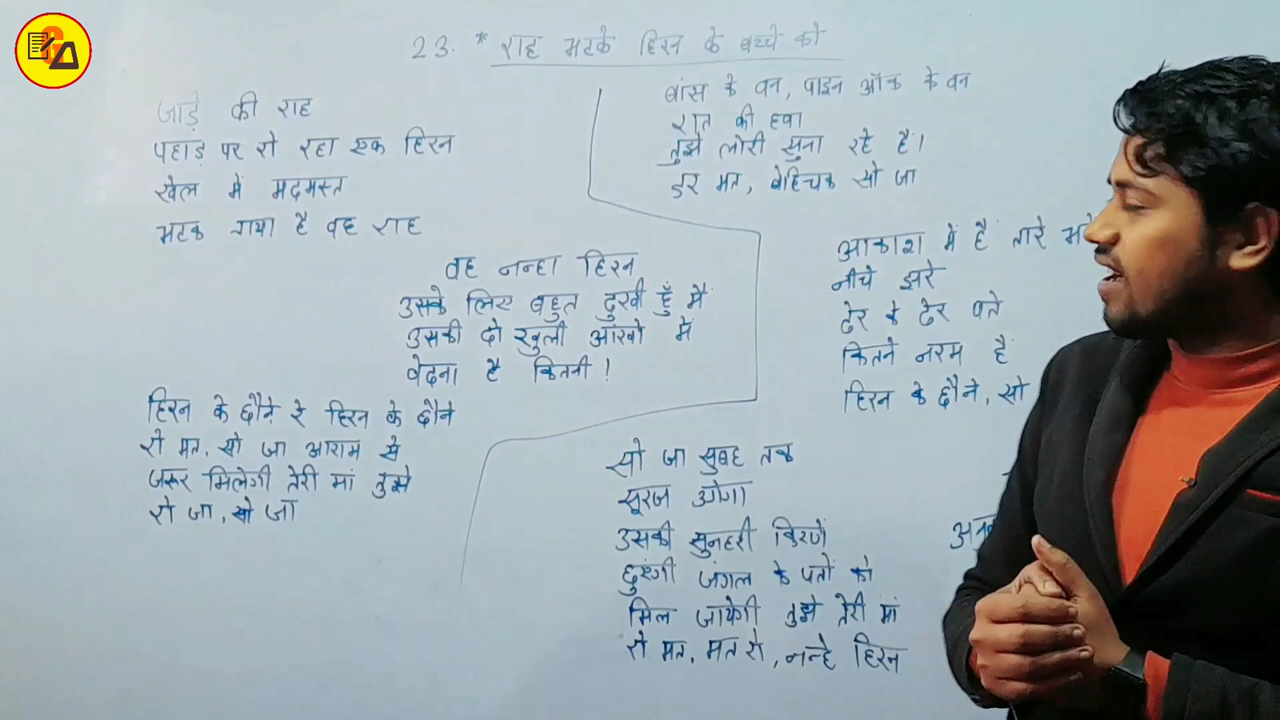 23. * राह भटके हिरन के बच्चे को
जाड़े की राह
पहाड़ पर रो रहा एक हिरन
खेल में मदमस्त
भटक गया है वह राह
वह नन्हा हिरन
उसके लिए बहुत दुखी हूँ मैं
उसकी दो खुली आंखो में
वेदना है कितनी!
हिरन के छौने रे हिरन के छौने
रो मत, सो जा आराम से
जरूर मिलेगी तेरी मां तुझे
सो जा, सो जा
बांस के वन, पाइन ऑक के वन
रात की हवा
तुझे लोरी सुना रहे हैं।
डर मत, बेहिचक सो जा
आकाश में हैं तारे
नीचे झरे
ढेर के ढेर पत्ते
कितने नरम हैं
हिरन के छौने, सो
सो जा सुबह तक
सूरज उगेगा
उसकी सुनहरी किरणें
छुएंगी जंगल के पत्तों को
मिल जायेगी तुझे तेरी मां
रो मत, मत रो, नन्हे हिरन